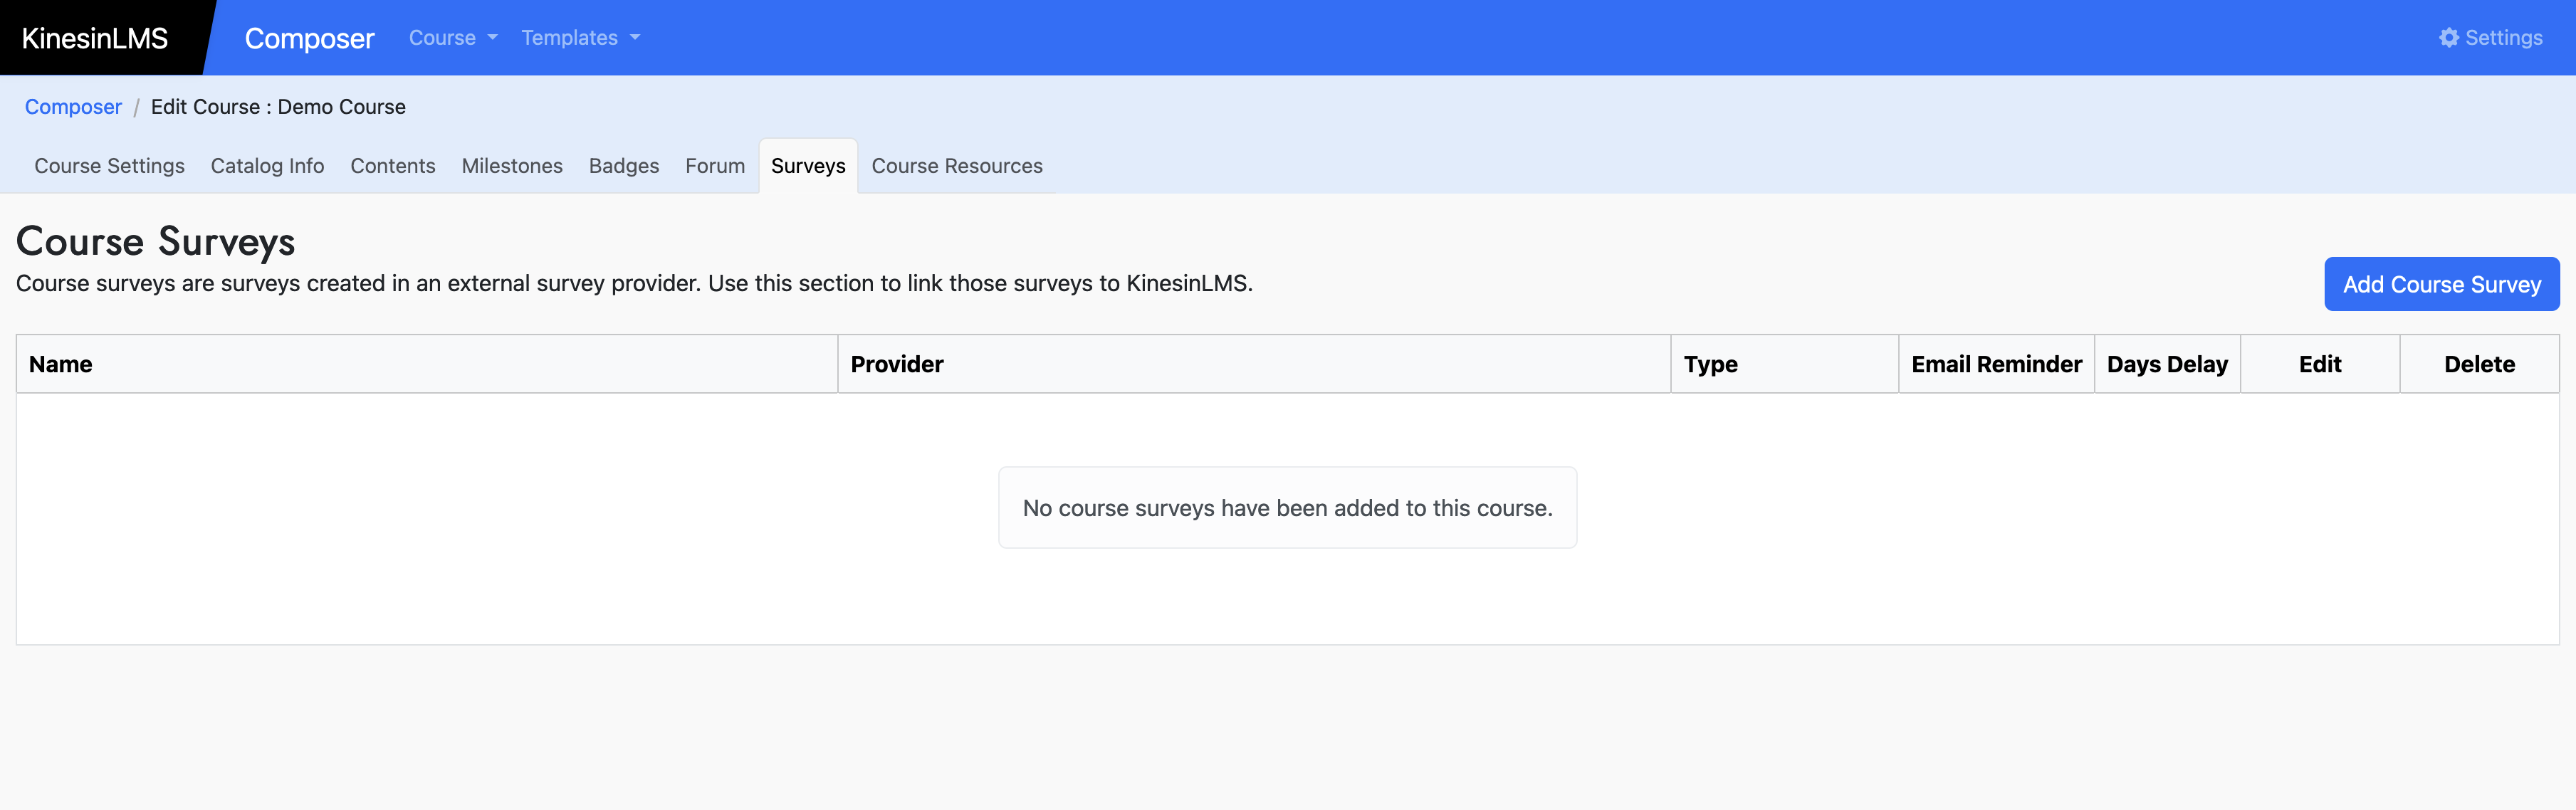 KinesinLMS Composer Course Templates Settings
Composer / Edit Course : Demo Course
Course Settings Catalog Info Contents Milestones Badges Forum Surveys Course Resources
Course Surveys
Course surveys are surveys created in an external survey provider. Use this section to link those surveys to KinesinLMS.
Add Course Survey
Name Provider Type Email Reminder Days Delay Edit Delete
No course surveys have been added to this course.